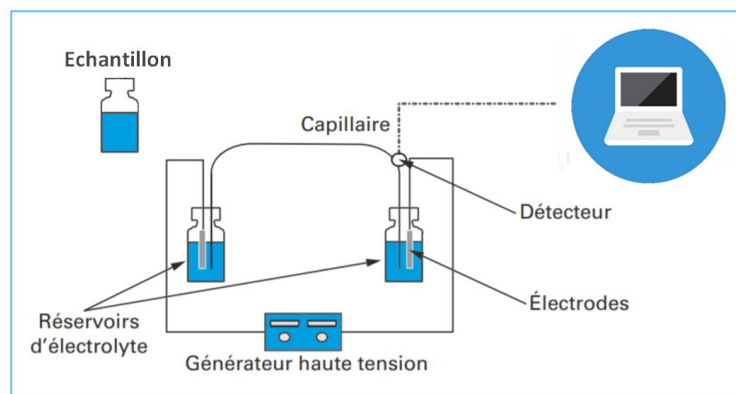 Echantillon
Capillaire
Détecteur
Électrodes
Réservoirs
d'électrolyte
Générateur haute tension